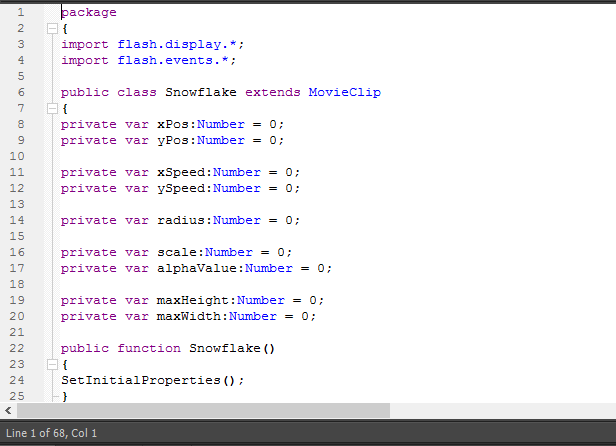 1 package
2 {
3 import flash.display.*;
4 import flash.events.*;
5
6 public class Snowflake extends MovieClip
7 {
8 private var xPos:Number = 0;
9 private var yPos:Number = 0;
10
11 private var xSpeed:Number = 0;
12 private var ySpeed:Number = 0;
13
14 private var radius:Number = 0;
15
16 private var scale:Number = 0;
17 private var alphaValue:Number = 0;
18
19 private var maxHeight:Number = 0;
20 private var maxWidth:Number = 0;
21
22 public function Snowflake()
23 {
24 SetInitialProperties();
25 }
Line 1 of 68, Col 1